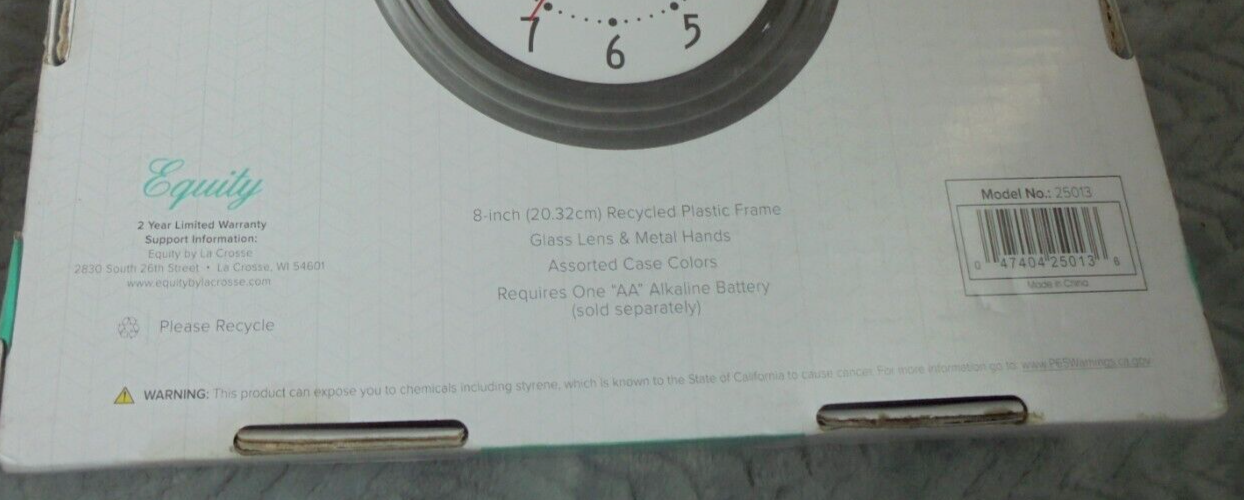 7
6
5
Equity
2 Year Limited Warranty
Support Information:
Equity by La Crosse
2830 South 26th Street • La Crosse, WI 54601
www.equitybylacrosse.com
Please Recycle
8-inch (20.32cm) Recycled Plastic Frame
Glass Lens & Metal Hands
Assorted Case Colors
Requires One "AA" Alkaline Battery
(sold separately)
Model No.: 25013
0 47404 25013 8
Made in China
WARNING: This product can expose you to chemicals including styrene, which is known to the State of California to cause cancer. For more information go to: www.P65Warnings.ca.gov